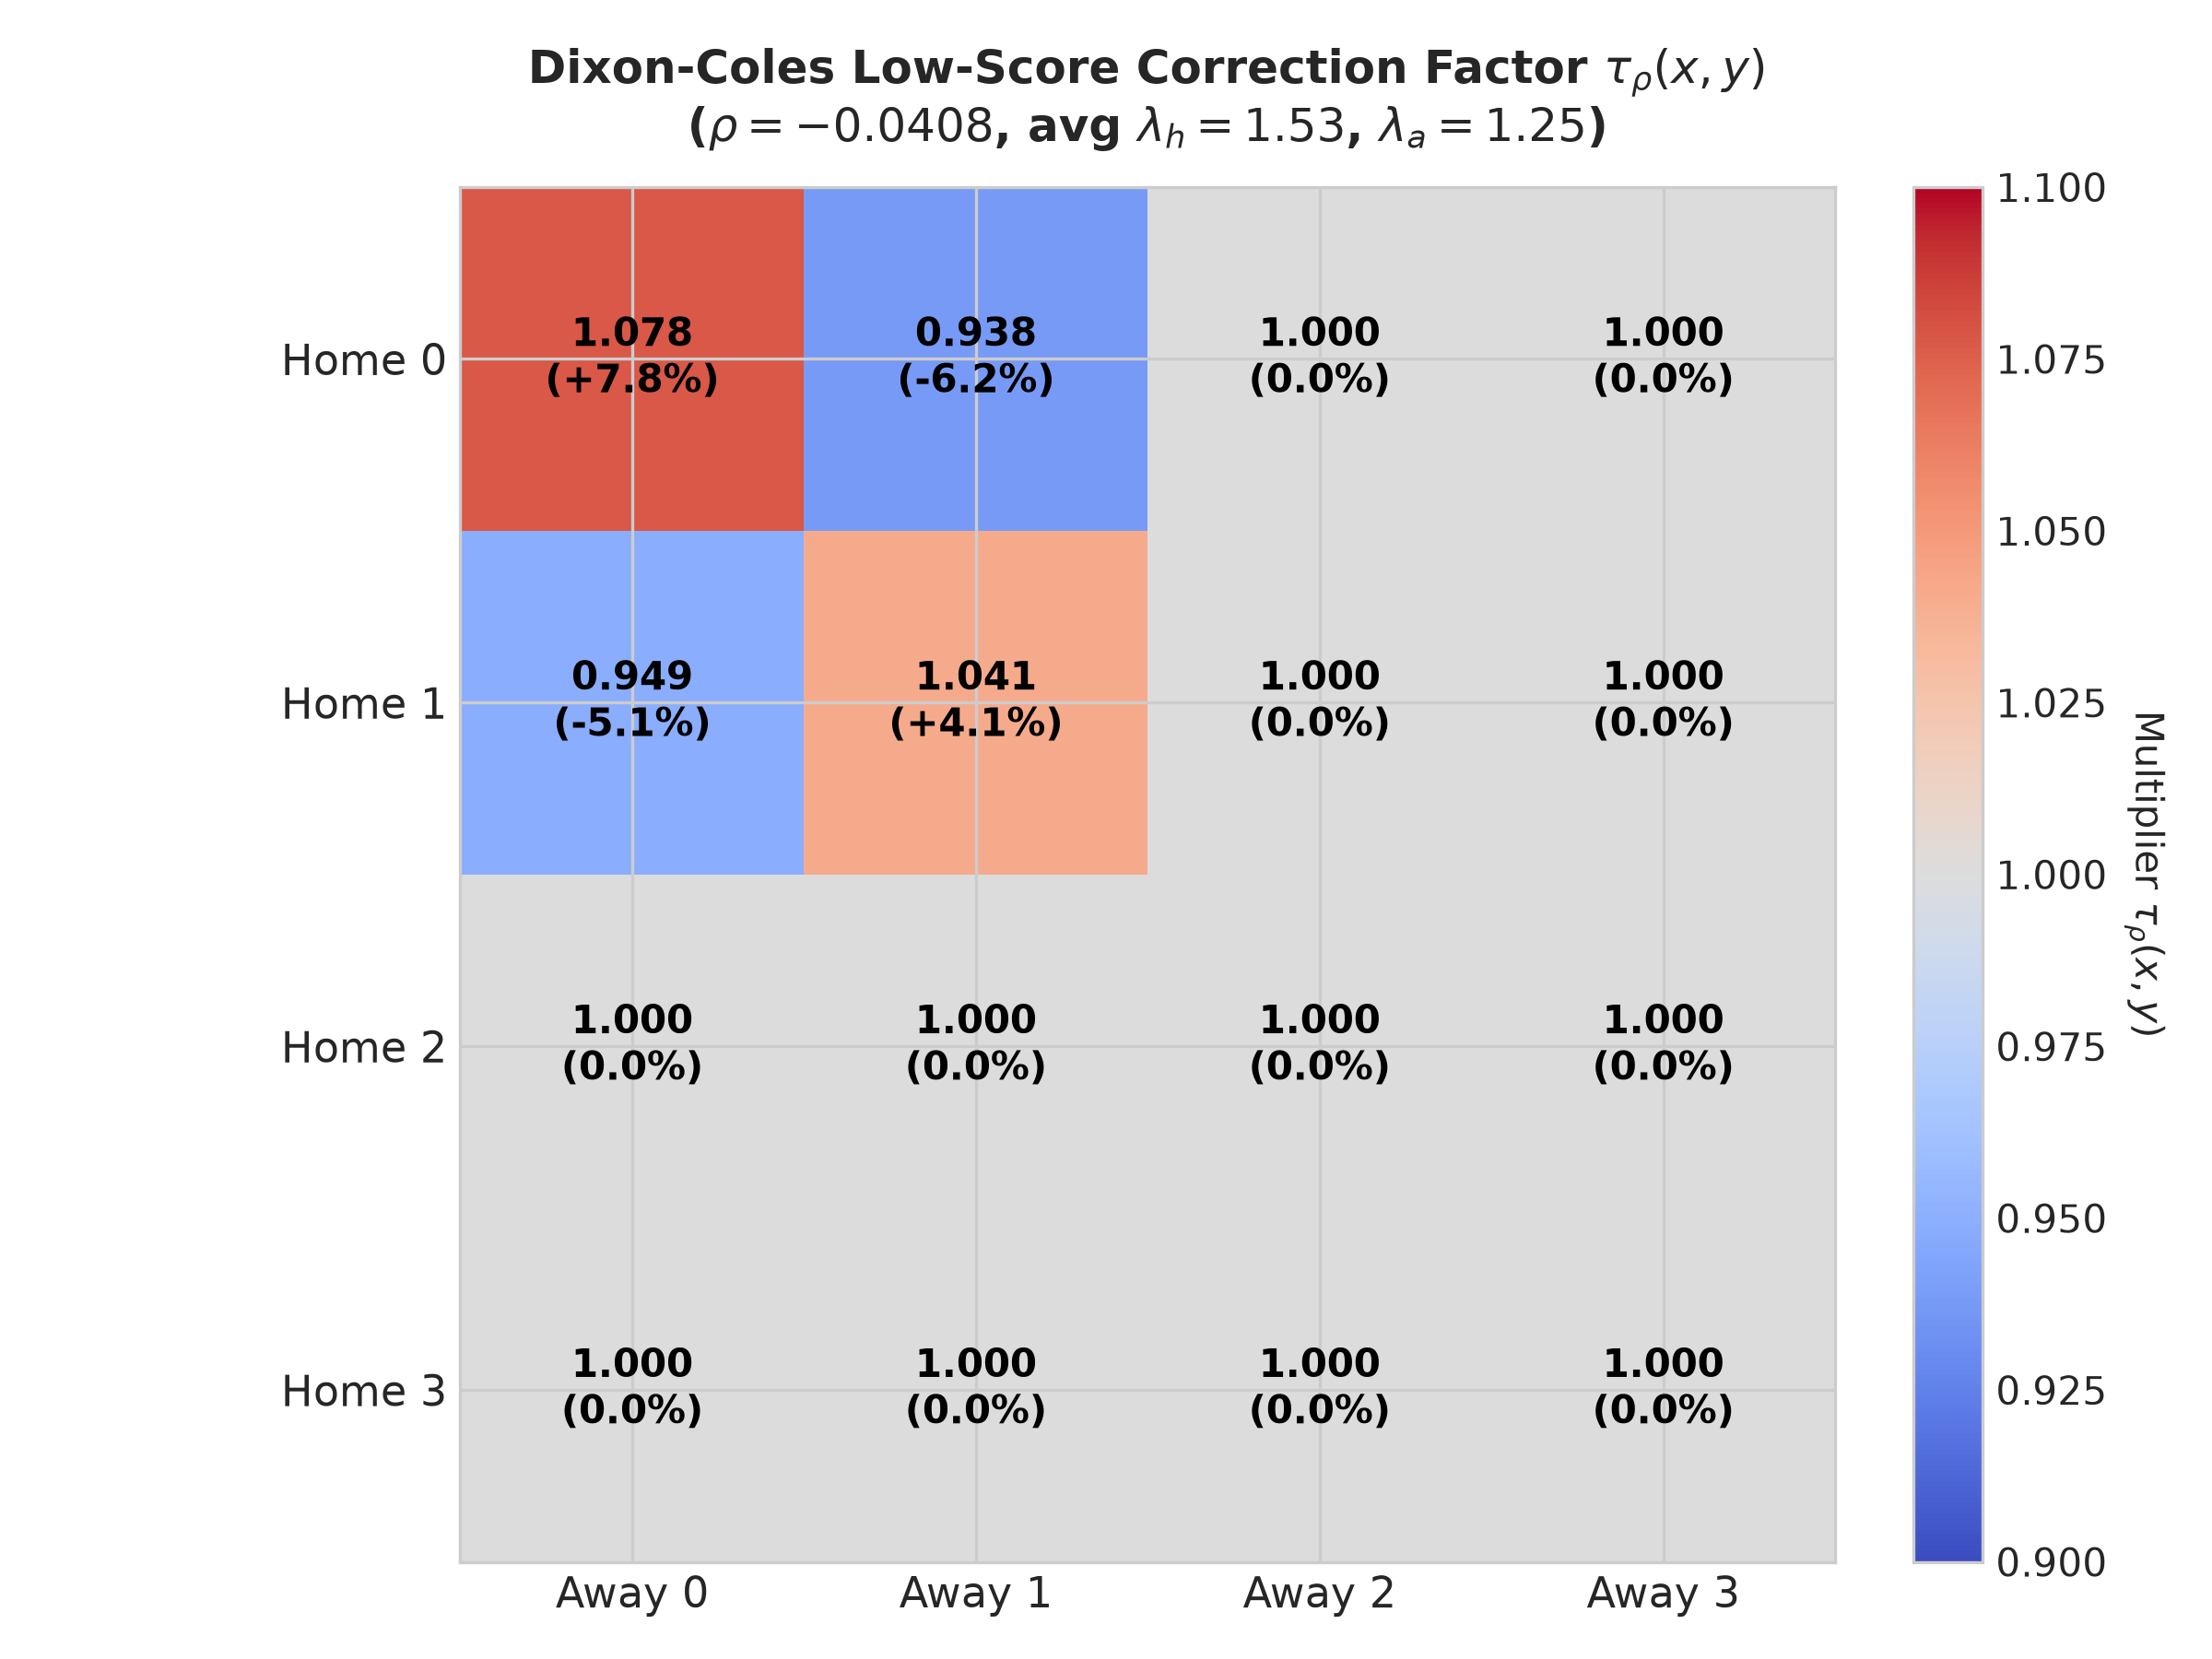 Dixon-Coles Low-Score Correction Factor τρ(x, y)
(ρ = −0.0408, avg λh = 1.53, λa = 1.25)
1.100
1.078 0.938 1.000 1.000
Home 0 1.075
(+7.8%) (-6.2%) (0.0%) (0.0%)
1.050
0.949 1.041 1.000 1.000
Home 1 1.025
(-5.1%) (+4.1%) (0.0%) (0.0%)
1.000
1.000 1.000 1.000 1.000
Home 2 0.975
(0.0%) (0.0%) (0.0%) (0.0%)
0.950
1.000 1.000 1.000 1.000
Home 3 0.925
(0.0%) (0.0%) (0.0%) (0.0%)
0.900
Away 0 Away 1 Away 2 Away 3
Multiplier τρ(x, y)